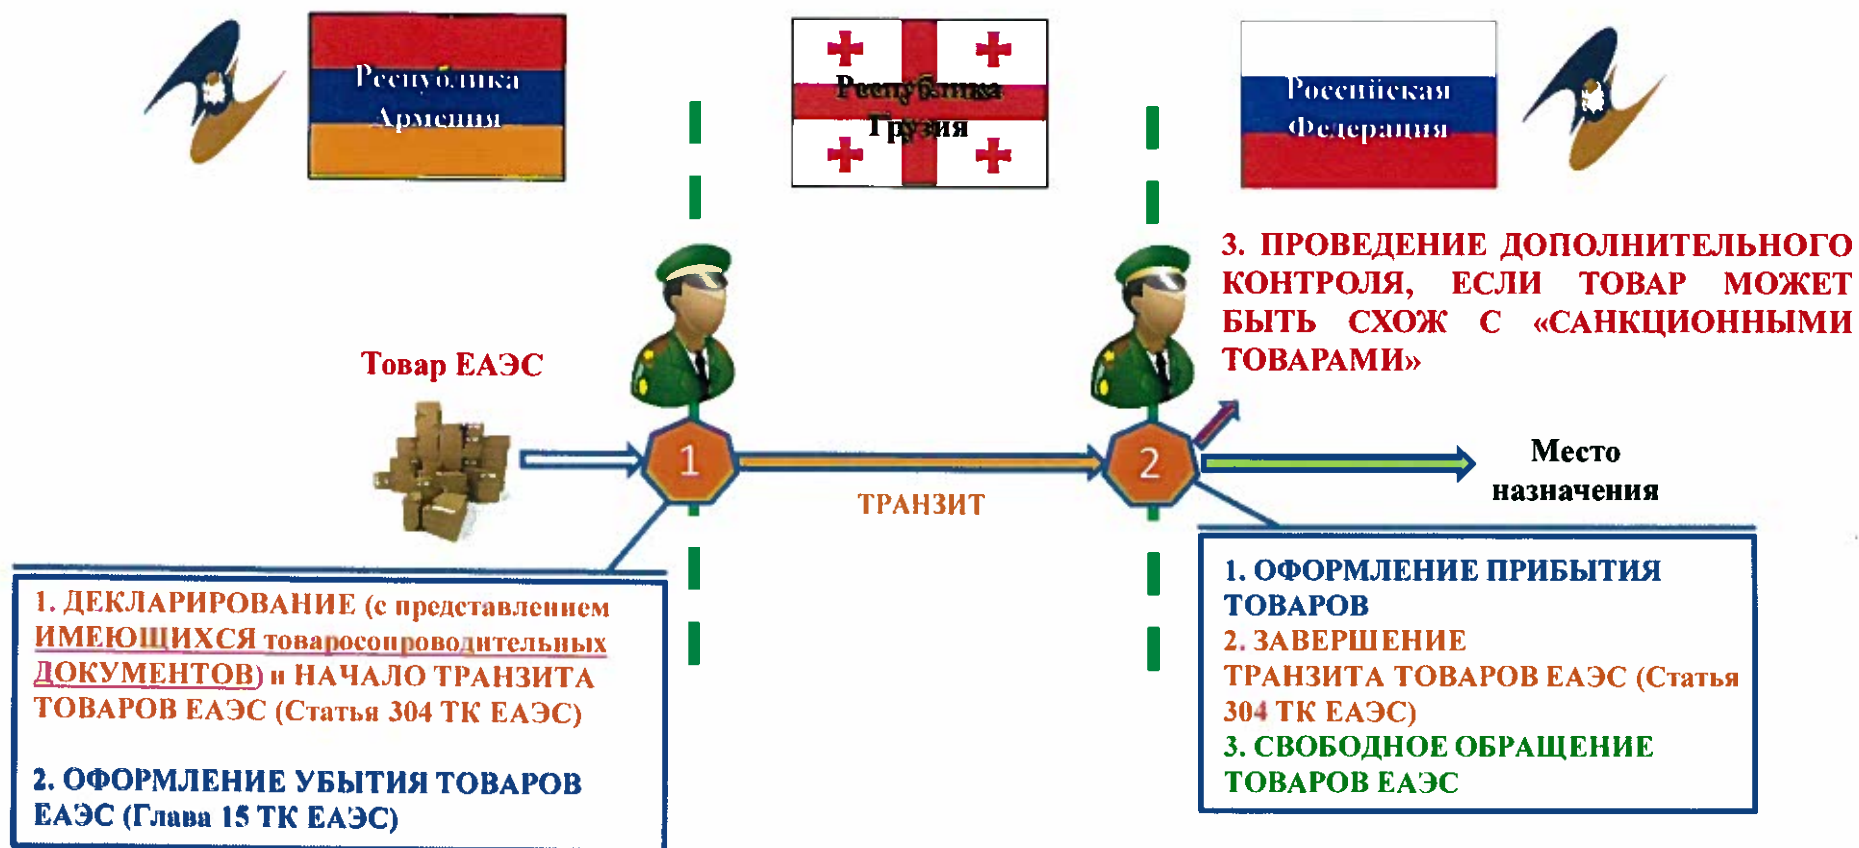 Республика
Армения
Республика
Грузия
Российская
Федерация
3. ПРОВЕДЕНИЕ ДОПОЛНИТЕЛЬНОГО
КОНТРОЛЯ, ЕСЛИ ТОВАР МОЖЕТ
БЫТЬ СХОЖ С «САНКЦИОННЫМИ
ТОВАРАМИ»
Товар ЕАЭС
1
2
ТРАНЗИТ
Место
назначения
1. ДЕКЛАРИРОВАНИЕ (с представлением
ИМЕЮЩИХСЯ товаросопроводительных
ДОКУМЕНТОВ) и НАЧАЛО ТРАНЗИТА
ТОВАРОВ ЕАЭС (Статья 304 ТК ЕАЭС)
2. ОФОРМЛЕНИЕ УБЫТИЯ ТОВАРОВ
ЕАЭС (Глава 15 ТК ЕАЭС)
1. ОФОРМЛЕНИЕ ПРИБЫТИЯ
ТОВАРОВ
2. ЗАВЕРШЕНИЕ
ТРАНЗИТА ТОВАРОВ ЕАЭС (Статья
304 ТК ЕАЭС)
3. СВОБОДНОЕ ОБРАЩЕНИЕ
ТОВАРОВ ЕАЭС